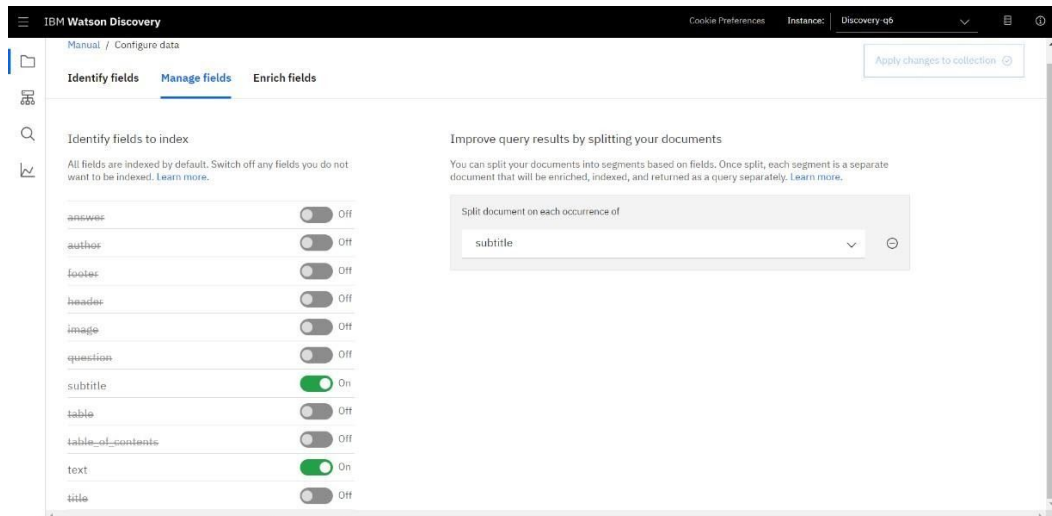 IBM Watson Discovery
Cookie Preferences
Instance:
Discovery-q6
Manual / Configure data
Apply changes to collection
Identify fields
Manage fields
Enrich fields
Identify fields to index
All fields are indexed by default. Switch off any fields you do not
want to be indexed. Learn more.
answer Off
author Off
footer Off
header Off
image Off
question Off
subtitle On
table Off
table_of_contents Off
text On
title Off
Improve query results by splitting your documents
You can split your documents into segments based on fields. Once split, each segment is a separate
document that will be enriched, indexed, and returned as a query separately. Learn more.
Split document on each occurrence of
subtitle